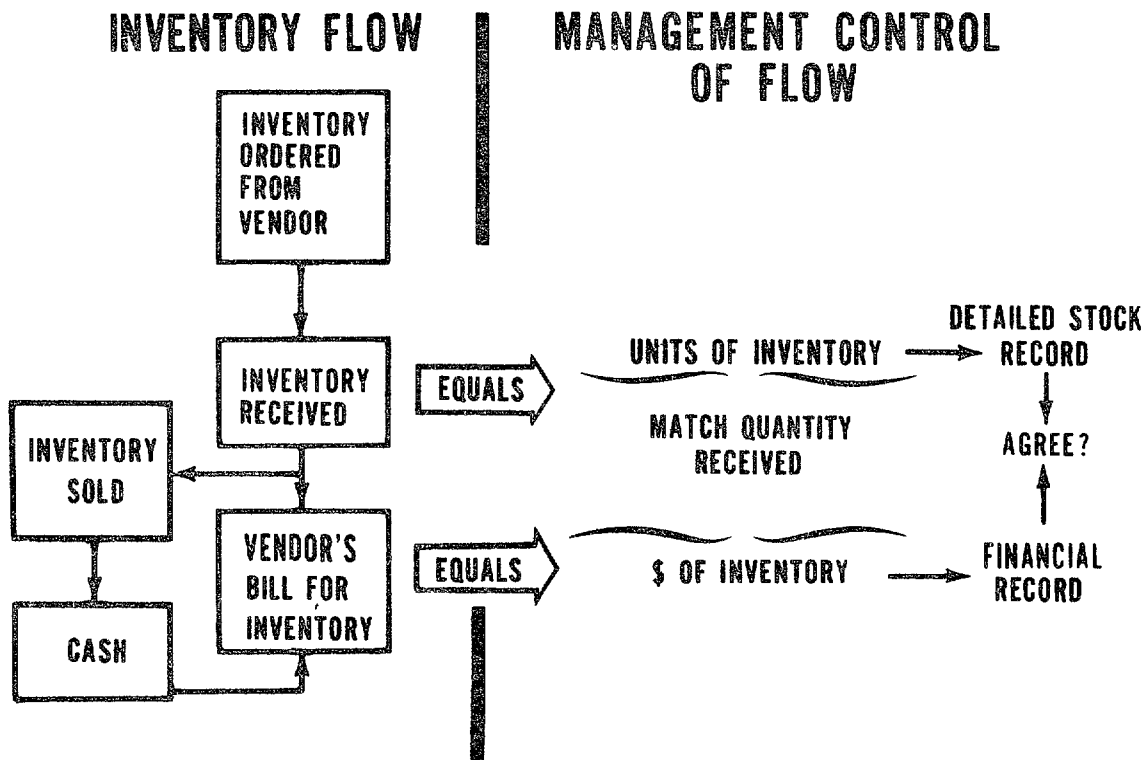 INVENTORY FLOW
MANAGEMENT CONTROL
OF FLOW
INVENTORY
ORDERED
FROM
VENDOR
INVENTORY
RECEIVED
INVENTORY
SOLD
VENDOR'S
BILL FOR
INVENTORY
CASH
EQUALS
UNITS OF INVENTORY
DETAILED STOCK
RECORD
MATCH QUANTITY
RECEIVED
AGREE?
EQUALS
$ OF INVENTORY
FINANCIAL
RECORD